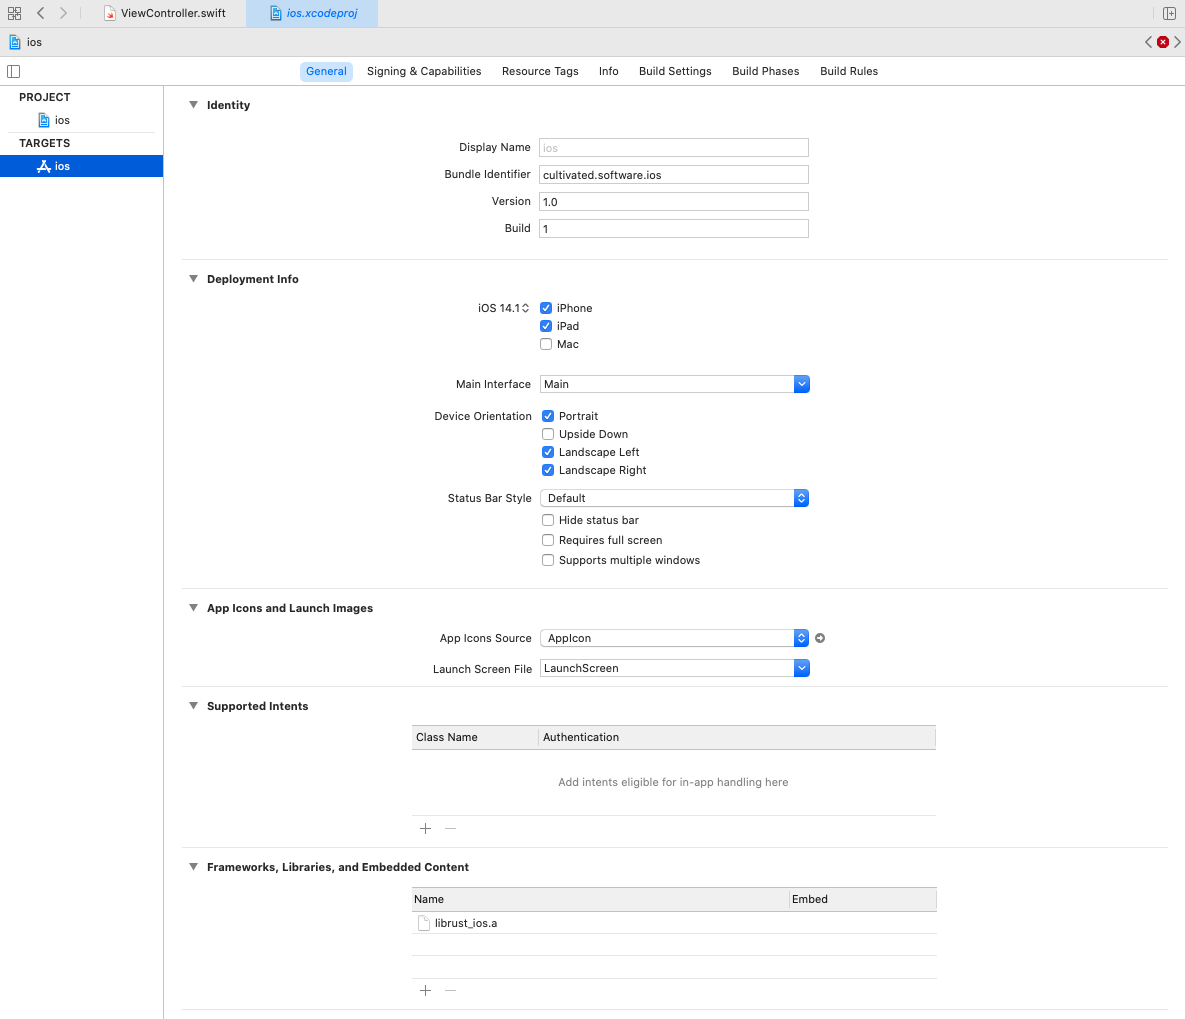 ViewController.swift
ios.xcodeproj
ios
General Signing & Capabilities Resource Tags Info Build Settings Build Phases Build Rules
PROJECT
ios
TARGETS
ios
Identity
Display Name ios
Bundle Identifier cultivated.software.ios
Version 1.0
Build 1
Deployment Info
iOS 14.1 iPhone
iPad
Mac
Main Interface Main
Device Orientation Portrait
Upside Down
Landscape Left
Landscape Right
Status Bar Style Default
Hide status bar
Requires full screen
Supports multiple windows
App Icons and Launch Images
App Icons Source AppIcon
Launch Screen File LaunchScreen
Supported Intents
Class Name Authentication
Add intents eligible for in-app handling here
Frameworks, Libraries, and Embedded Content
Name Embed
librust_ios.a